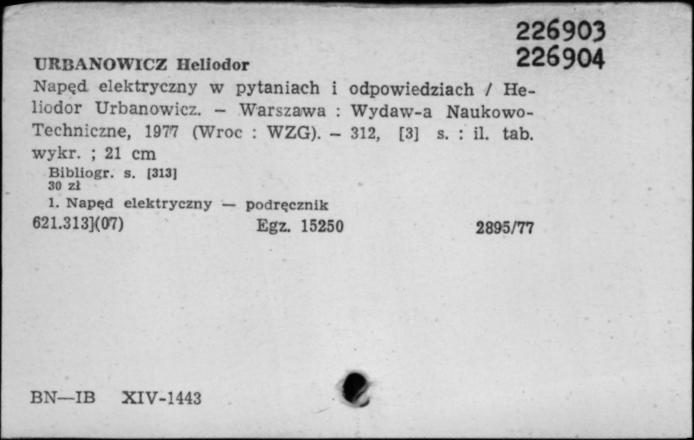 226903
226904
URBANOWICZ Heliodor
Napęd elektryczny w pytaniach i odpowiedziach / He-
liodor Urbanowicz. — Warszawa : Wydaw-a Naukowo-
Techniczne, 1977 (Wroc : WZG). — 312, [3] s. : il. tab.
wykr. ; 21 cm
Bibliogr. s. [313]
30 zł
1. Napęd elektryczny — podręcznik
621.313](07) Egz. 15250 2895/77
BN—IB XIV-1443